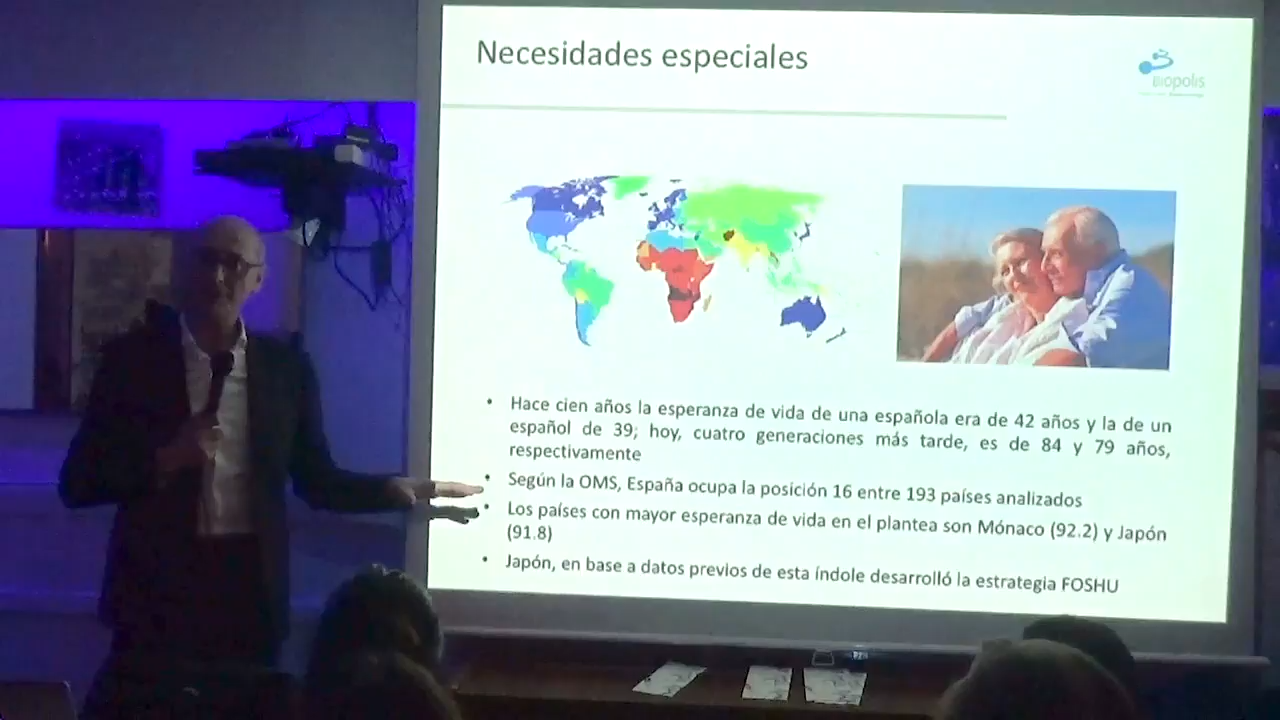 Necesidades especiales
Biopolis
• Hace cien años la esperanza de vida de una española era de 42 años y la de un
español de 39; hoy, cuatro generaciones más tarde, es de 84 y 79 años,
respectivamente
• Según la OMS, España ocupa la posición 16 entre 193 países analizados
• Los países con mayor esperanza de vida en el plantea son Mónaco (92.2) y Japón
(91.8)
• Japón, en base a datos previos de esta índole desarrolló la estrategia FOSHU